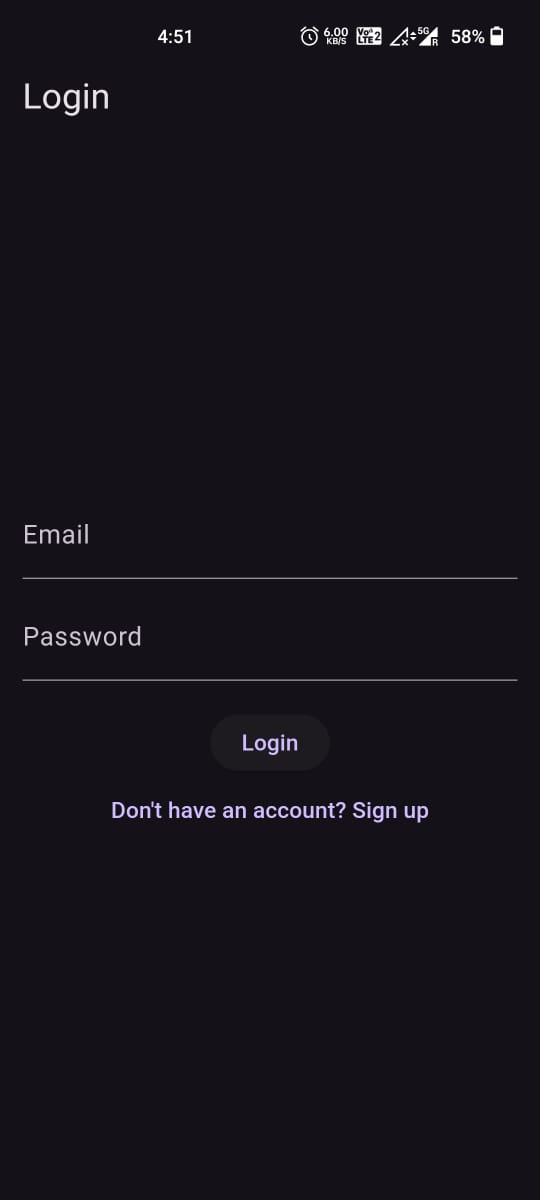 4:51 6.00 KB/S Vo LTE 2 5G R 58%
Login
Email
Password
Login
Don't have an account? Sign up